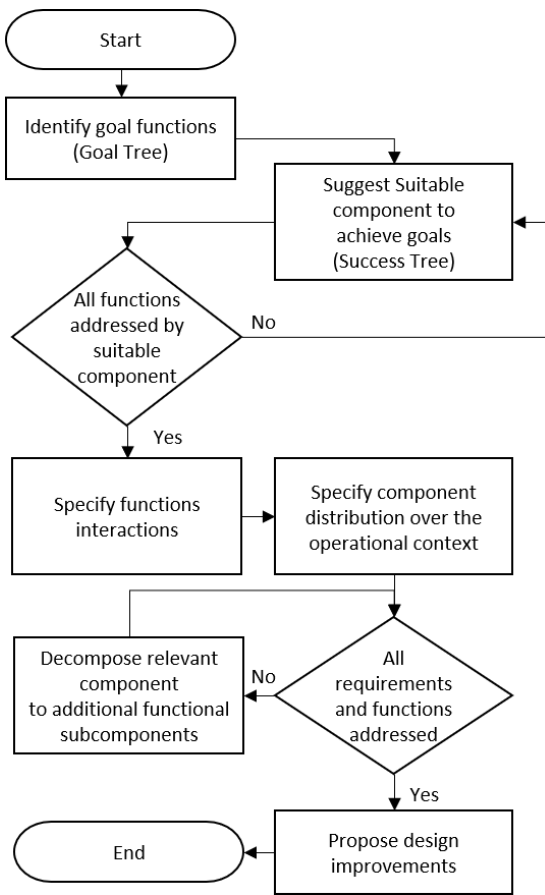 Start
Identify goal functions
(Goal Tree)
Suggest Suitable
component to
achieve goals
(Success Tree)
All functions
addressed by
suitable
component
No
Yes
Specify functions
interactions
Specify component
distribution over the
operational context
Decompose relevant
component
to additional functional
subcomponents
No
All
requirements
and functions
addressed
Yes
Propose design
improvements
End